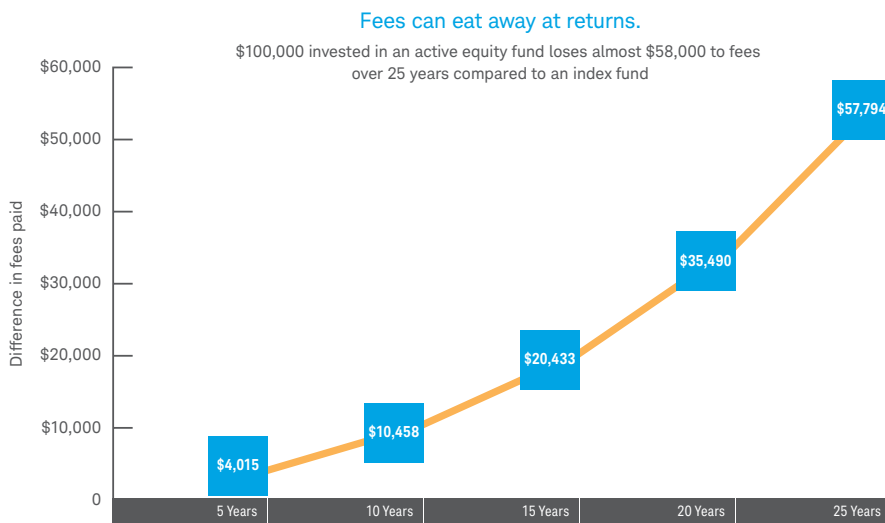 Fees can eat away at returns.
$100,000 invested in an active equity fund loses almost $58,000 to fees
over 25 years compared to an index fund
Difference in fees paid
$60,000
$50,000
$40,000
$30,000
$20,000
$10,000
0
$4,015
$10,458
$20,433
$35,490
$57,794
5 Years
10 Years
15 Years
20 Years
25 Years